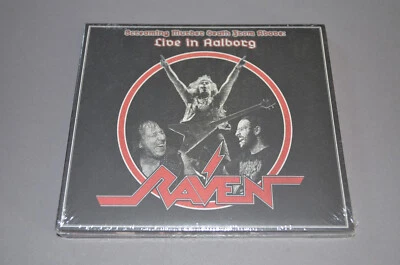 Screaming Murder Death From Above:
Live in Aalborg
RAVEN